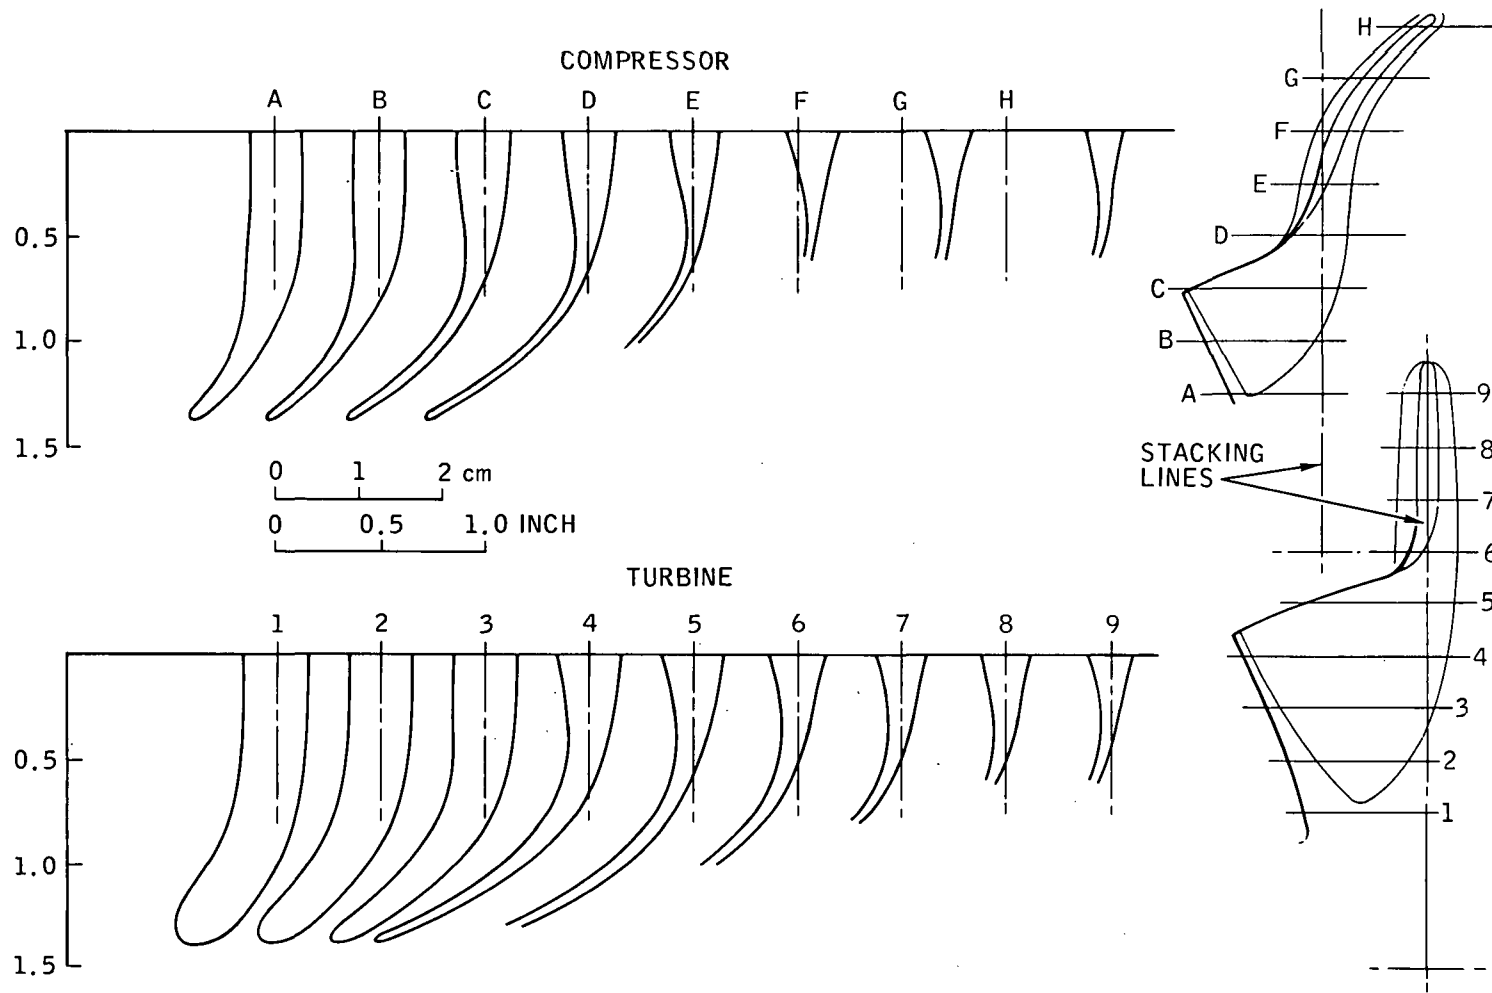 COMPRESSOR
A B C D E F G H
0.5
1.0
1.5
0 1 2 cm
0 0.5 1.0 INCH
TURBINE
1 2 3 4 5 6 7 8 9
0.5
1.0
1.5
H
G
F
E
D
C
B
A
STACKING
LINES
9
8
7
6
5
4
3
2
1